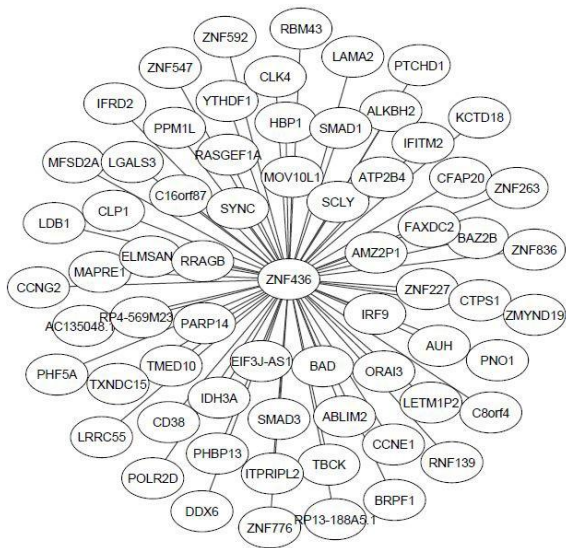 RBM43
ZNF592
LAMA2
ZNF547
CLK4
PTCHD1
YTHDF1
IFRD2
ALKBH2
HBP1
KCTD18
SMAD1
PPM1L
IFITM2
RASGEF1A
MFSD2A
LGALS3
MOV10L1
ATP2B4
CFAP20
ZNF263
C16orf87
SYNC
SCLY
CLP1
LDB1
FAXDC2
BAZ2B
ZNF836
AMZ2P1
ELMSAN
RRAGB
MAPRE1
ZNF436
CCNG2
ZNF227
CTPS1
RP4-569M23
IRF9
ZMYND19
AC135048.
PARP14
AUH
PNO1
EIF3J-AS1
BAD
TMED10
ORAI3
PHF5A
TXNDC15
IDH3A
LETM1P2
C8orf4
CD38
SMAD3
ABLIM2
LRRC55
CCNE1
PHBP13
ITPRIPL2
TBCK
RNF139
POLR2D
BRPF1
DDX6
RP13-188A5.1
ZNF776